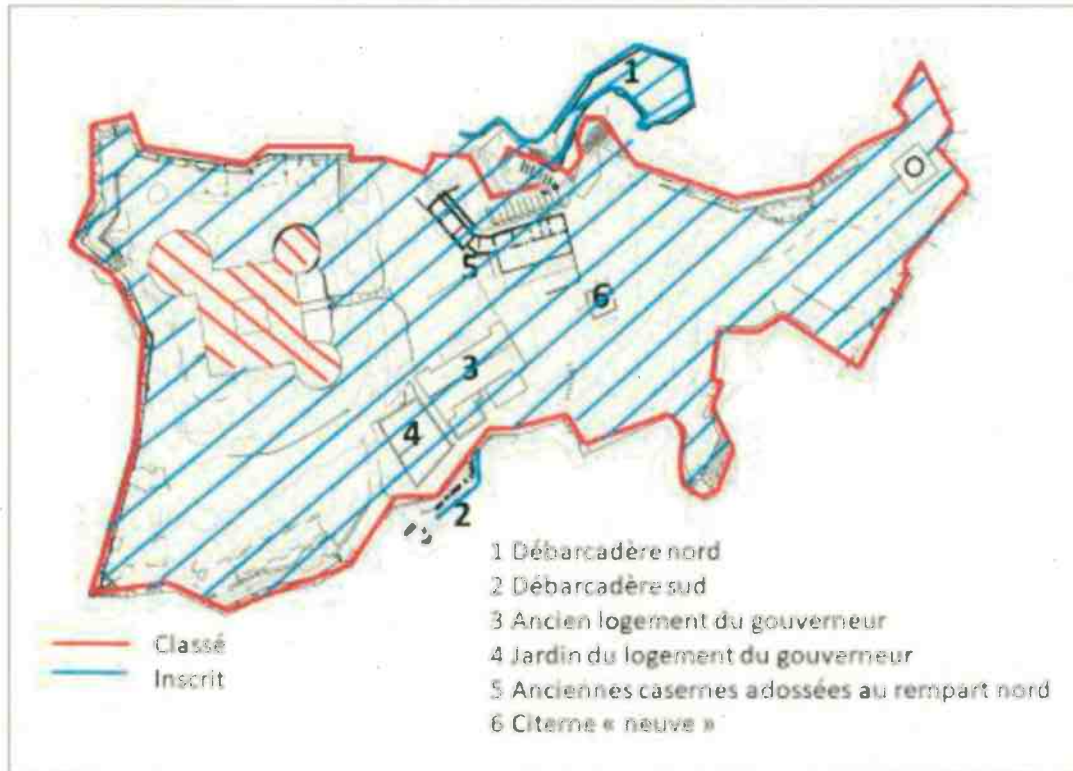 1
5
6
3
4
2
1 Débarcadère nord
2 Débarcadère sud
3 Ancien logement du gouverneur
4 Jardin du logement du gouverneur
5 Anciennes casernes adossées au rempart nord
6 Citerne « neuve »
Classé
Inscrit